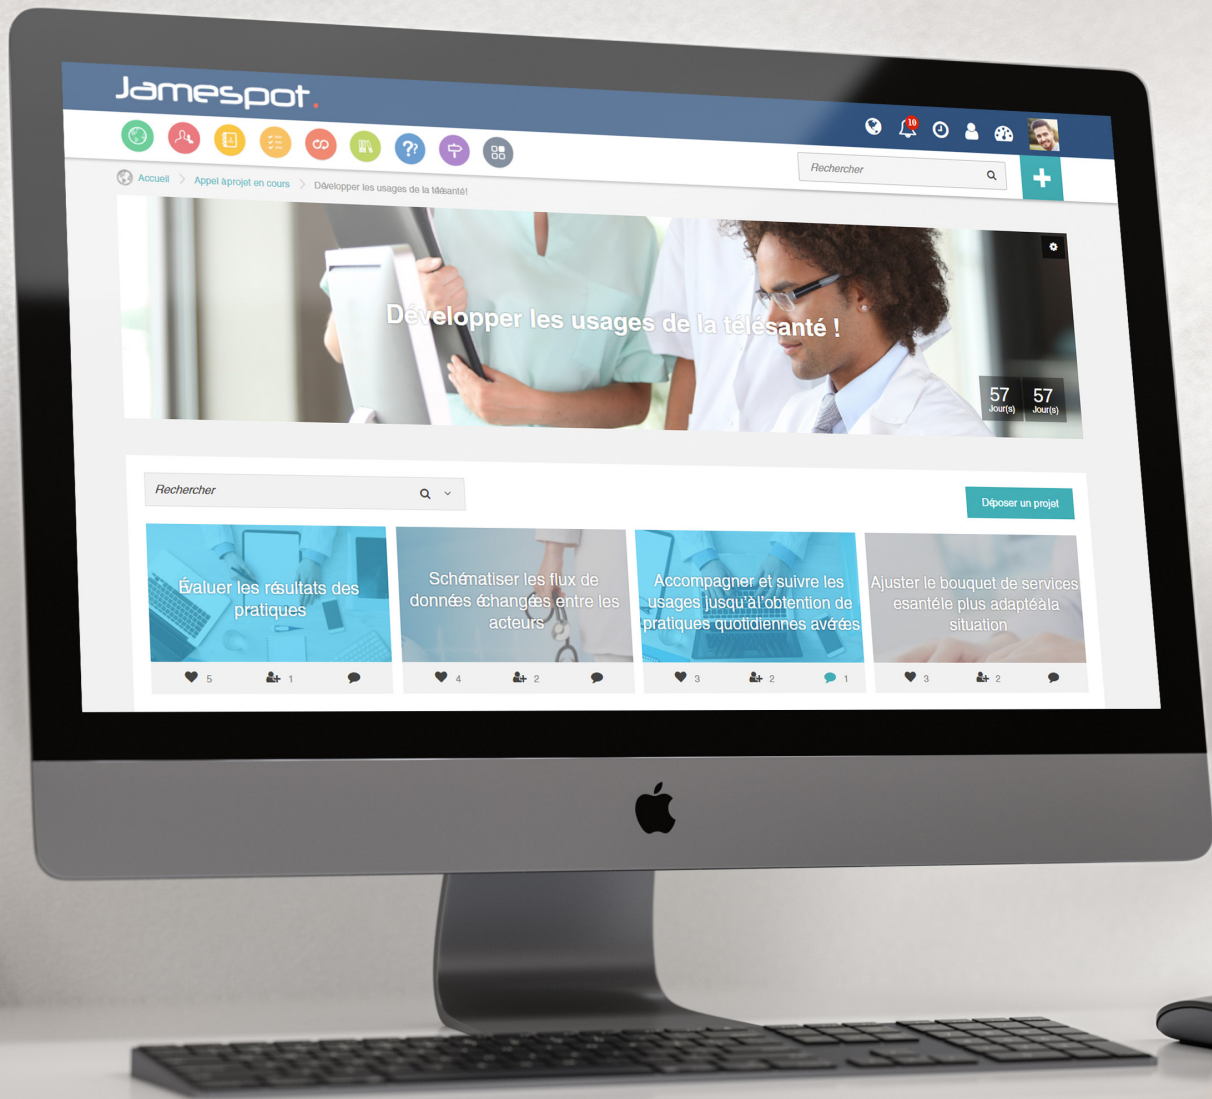 Jamespot.
10
Rechercher
Accueil > Appel àprojet en cours > Développer les usages de la télésanté!
Développer les usages de la télésanté !
57 57
Jour(s) Jour(s)
Rechercher
Déposer un projet
Évaluer les résultats des
pratiques
Schématiser les flux de
données échangées entre les
acteurs
Accompagner et suivre les
usages jusqu'àl'obtention de
pratiques quotidiennes avérées
Ajuster le bouquet de services
esantéle plus adaptéàla
situation
5 1
4 2
3 2 1
3 2